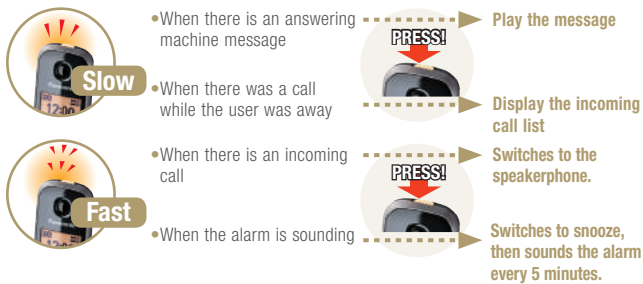 •When there is an answering
machine message
PRESS!
Play the message
Slow
12:00
•When there was a call
while the user was away
Display the incoming
call list
•When there is an incoming
call
PRESS!
Switches to the
speakerphone.
Fast
•When the alarm is sounding
Switches to snooze,
then sounds the alarm
every 5 minutes.